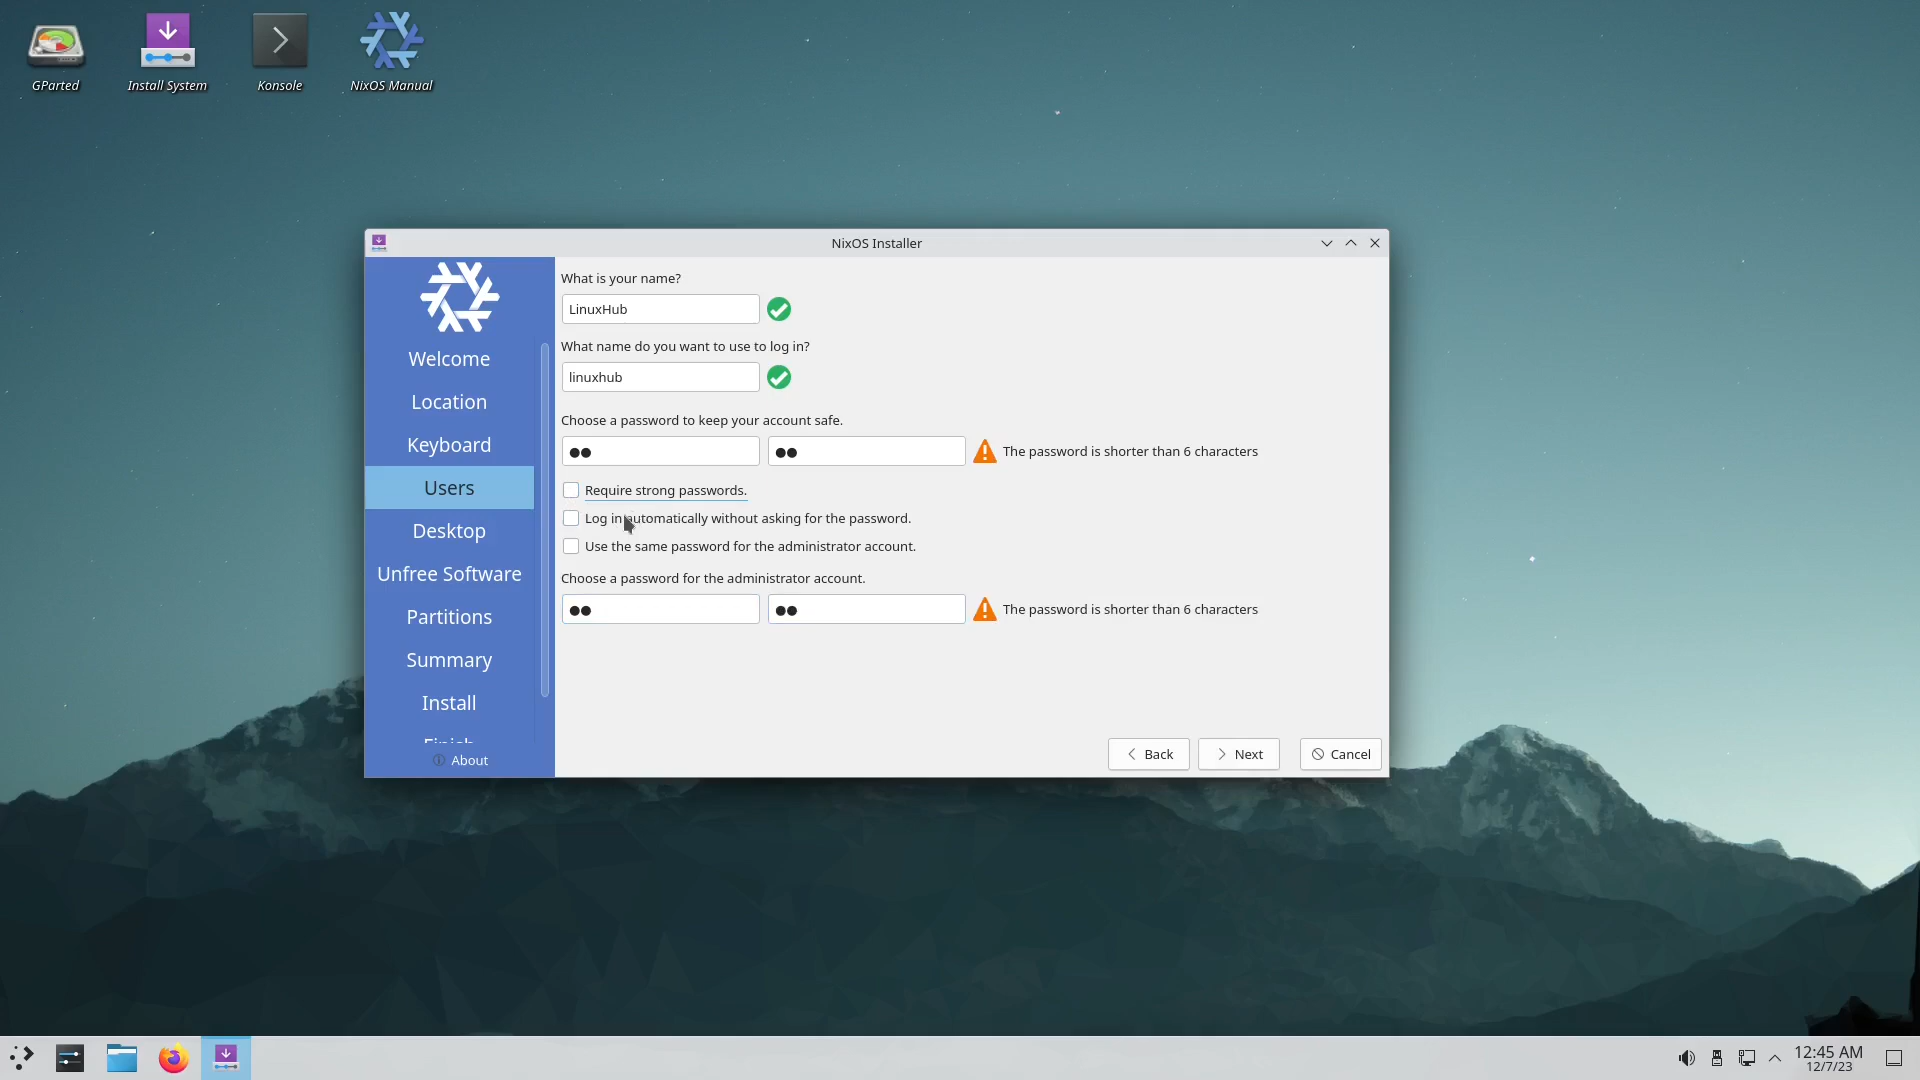 GParted
Install System
Konsole
NixOS Manual
NixOS Installer
Welcome
Location
Keyboard
Users
Desktop
Unfree Software
Partitions
Summary
Install
Finish
About
What is your name?
LinuxHub
What name do you want to use to log in?
linuxhub
Choose a password to keep your account safe.
●● ●● The password is shorter than 6 characters
Require strong passwords.
Log in automatically without asking for the password.
Use the same password for the administrator account.
Choose a password for the administrator account.
●● ●● The password is shorter than 6 characters
Back Next Cancel
12:45 AM
12/7/23